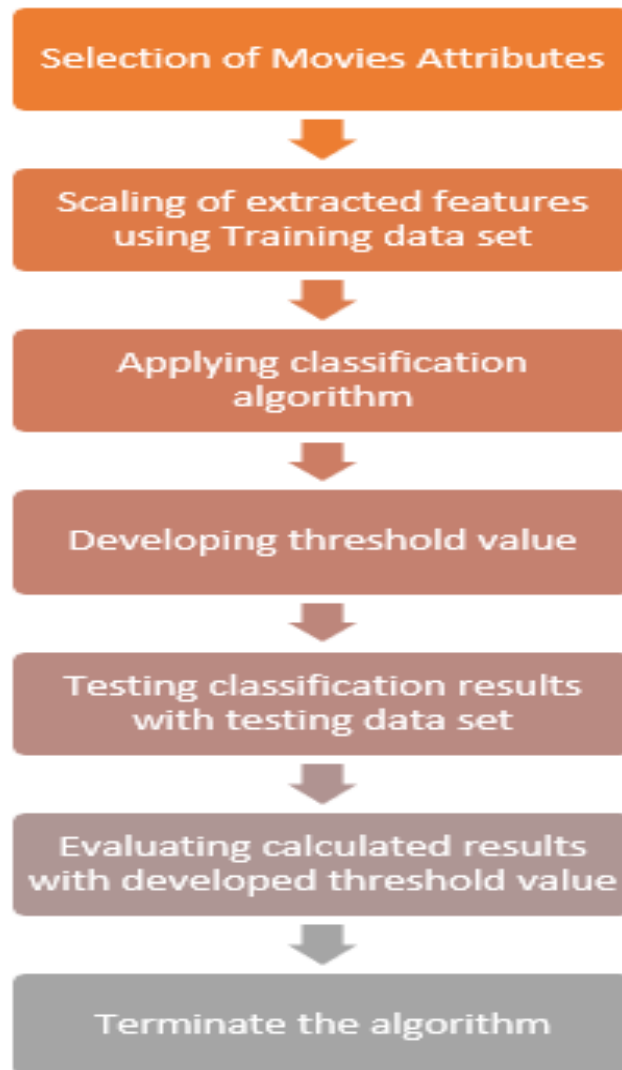 Selection of Movies Attributes
Scaling of extracted features
using Training data set
Applying classification
algorithm
Developing threshold value
Testing classification results
with testing data set
Evaluating calculated results
with developed threshold value
Terminate the algorithm